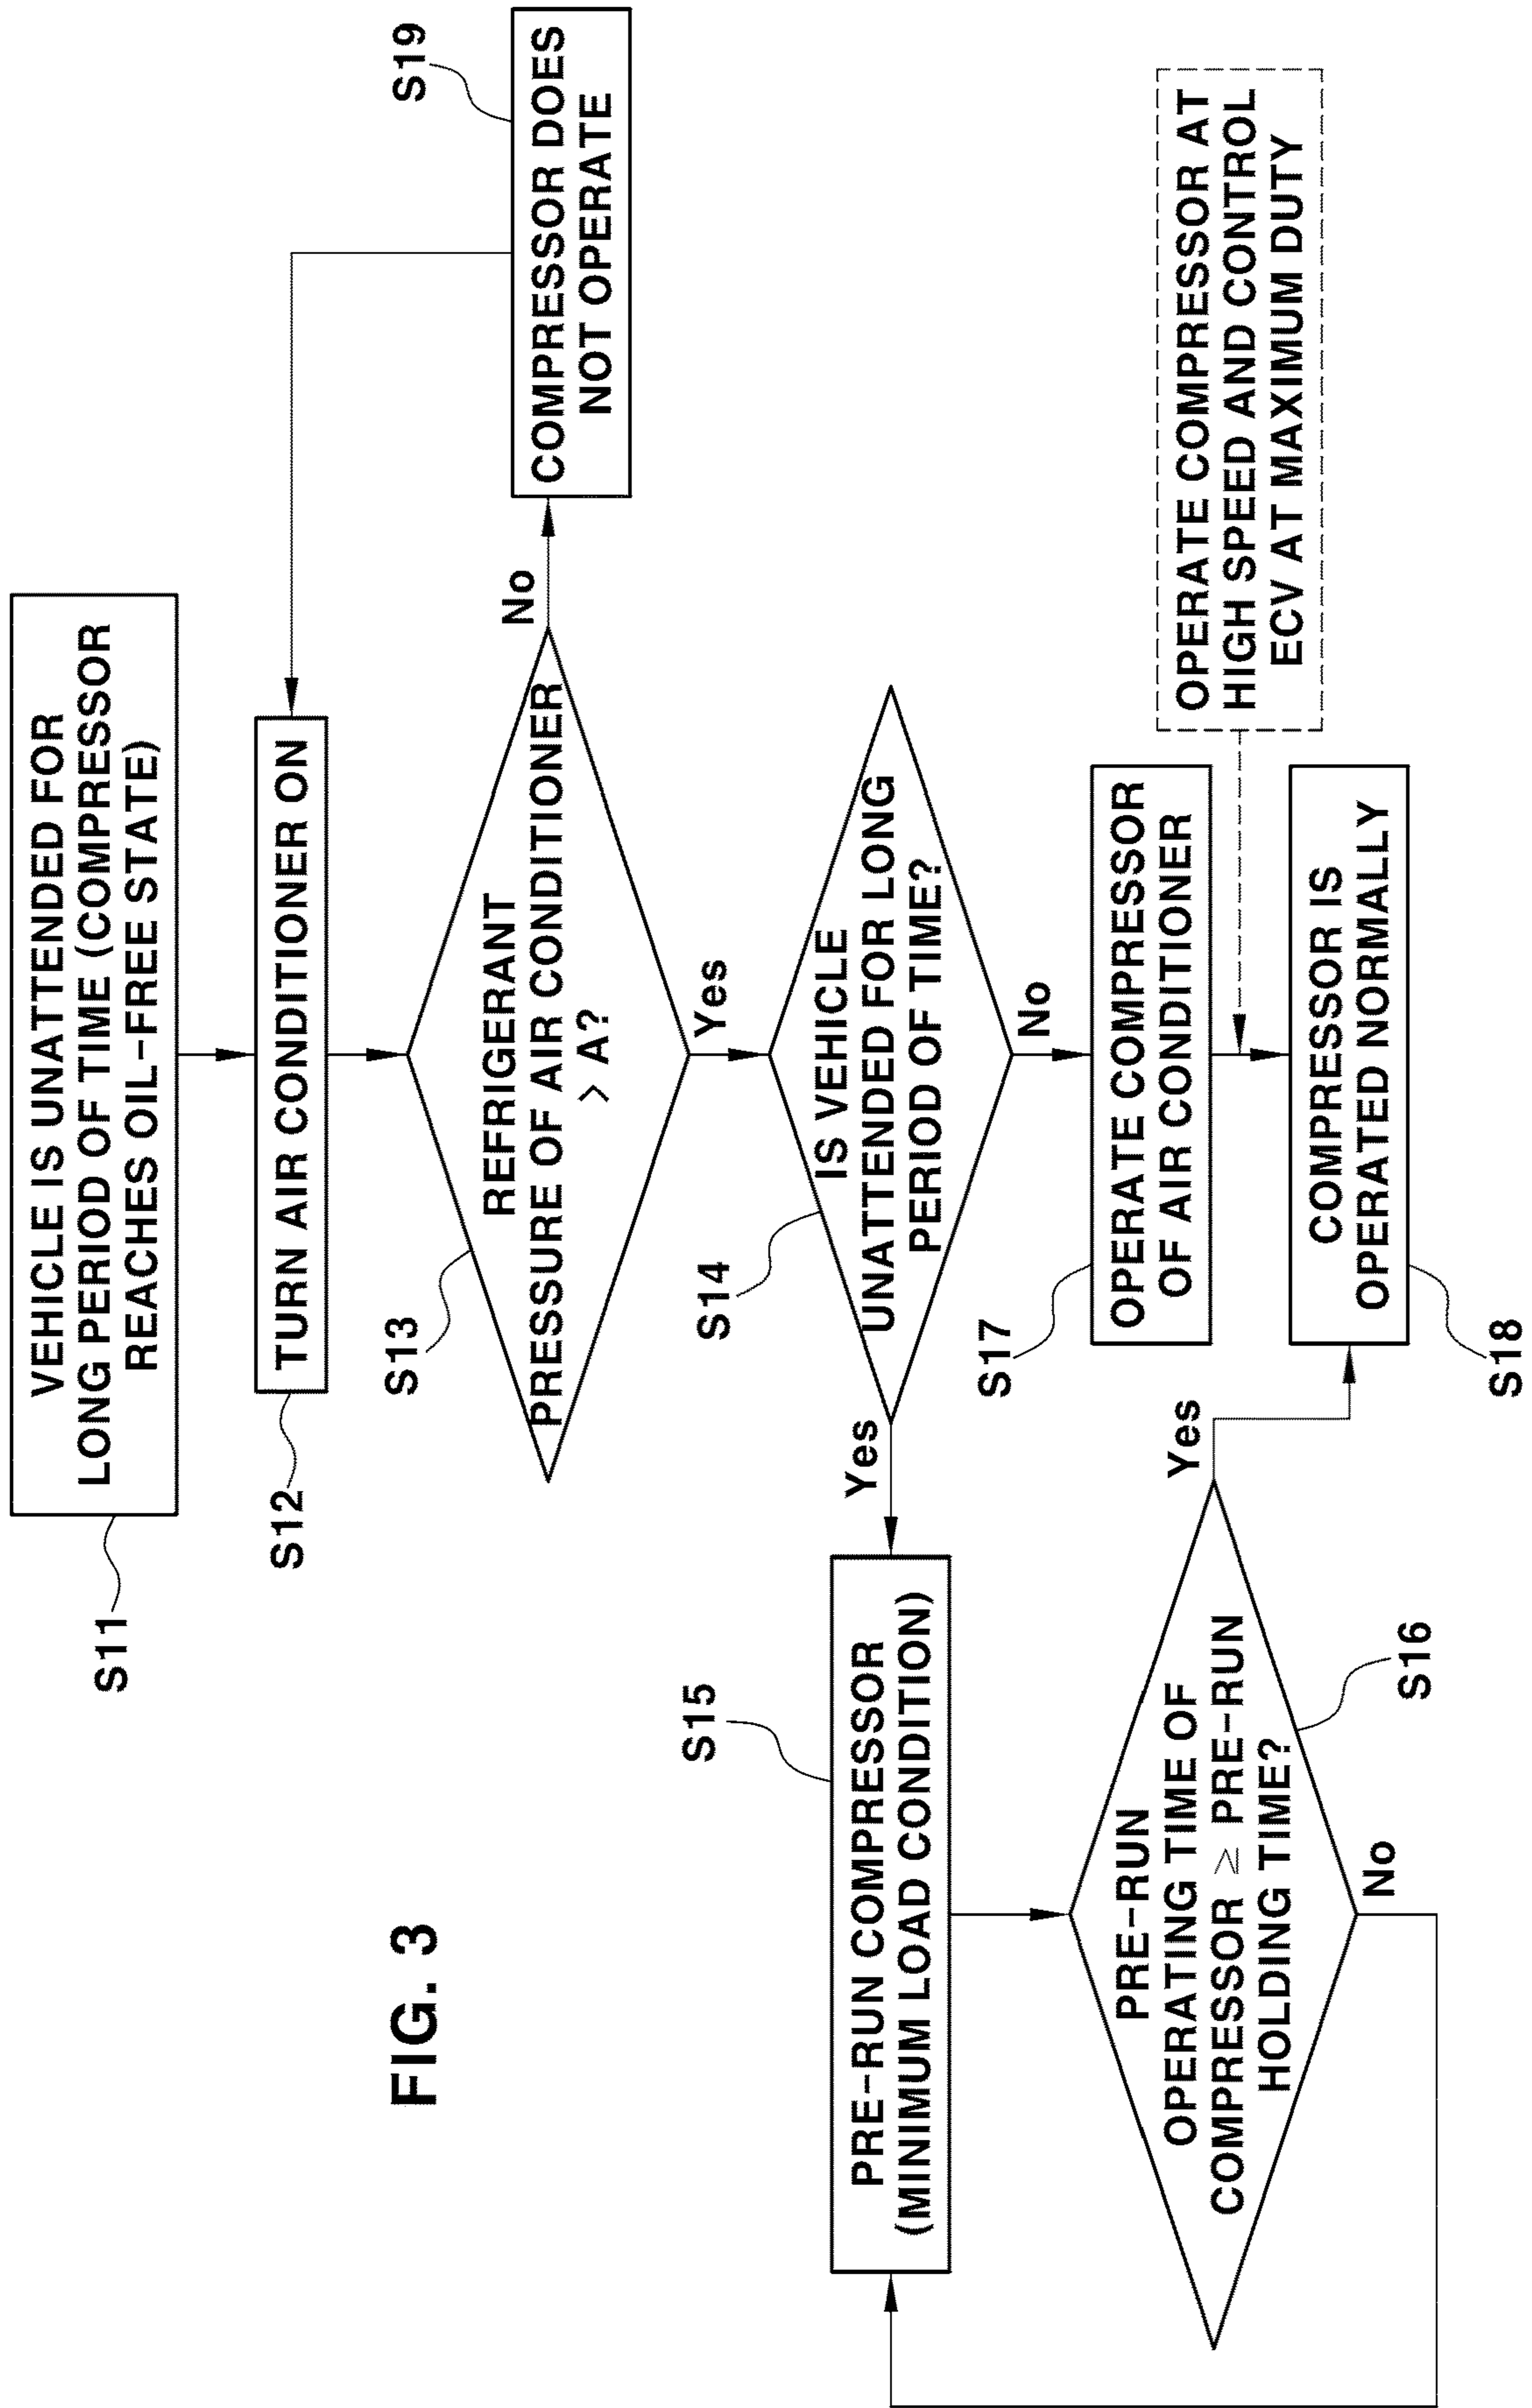 FIG. 3
S11
VEHICLE IS UNATTENDED FOR
LONG PERIOD OF TIME (COMPRESSOR
REACHES OIL-FREE STATE)
S12
TURN AIR CONDITIONER ON
S13
REFRIGERANT
PRESSURE OF AIR CONDITIONER
> A?
No
S19
COMPRESSOR DOES
NOT OPERATE
Yes
S14
IS VEHICLE
UNATTENDED FOR LONG
PERIOD OF TIME?
Yes
No
S15
PRE-RUN COMPRESSOR
(MINIMUM LOAD CONDITION)
S16
PRE-RUN
OPERATING TIME OF
COMPRESSOR ≥ PRE-RUN
HOLDING TIME?
Yes
No
S17
OPERATE COMPRESSOR
OF AIR CONDITIONER
OPERATE COMPRESSOR AT
HIGH SPEED AND CONTROL
ECV AT MAXIMUM DUTY
S18
COMPRESSOR IS
OPERATED NORMALLY